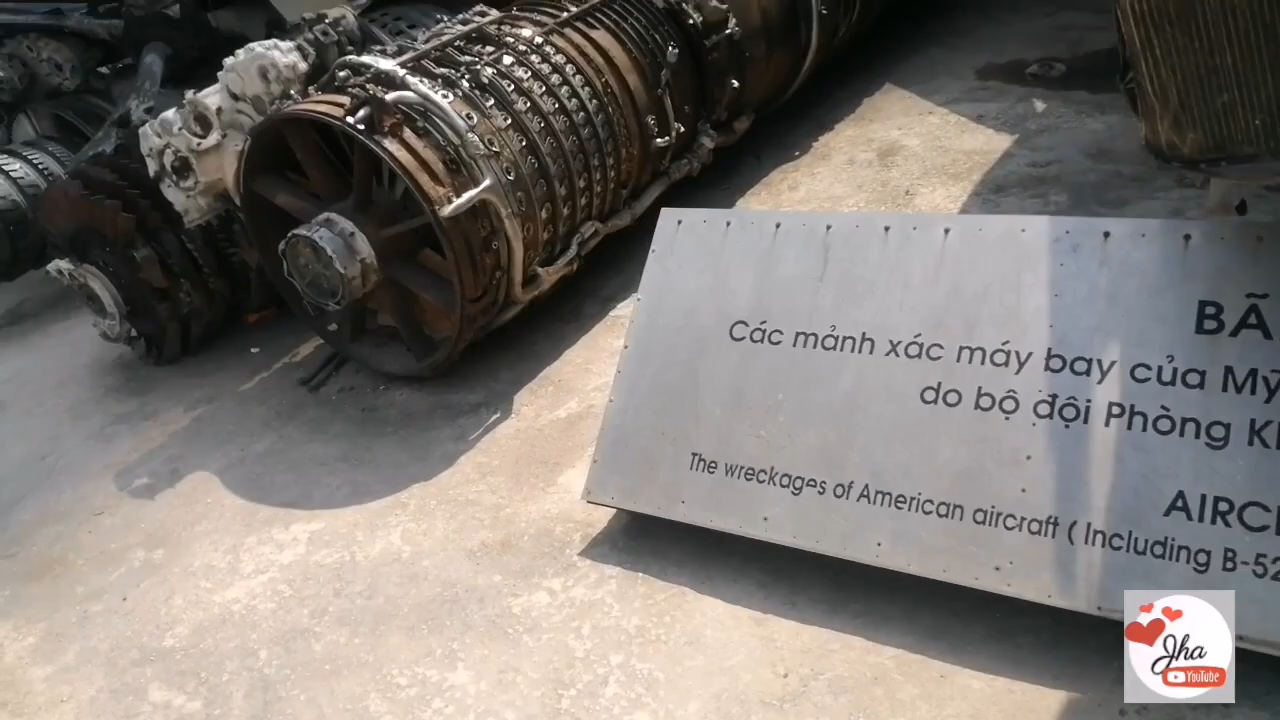 BÃ
Các mảnh xác máy bay của Mỹ
do bộ đội Phòng K
AIRC
The wreckages of American aircraft ( Including B-52
Jha
YouTube